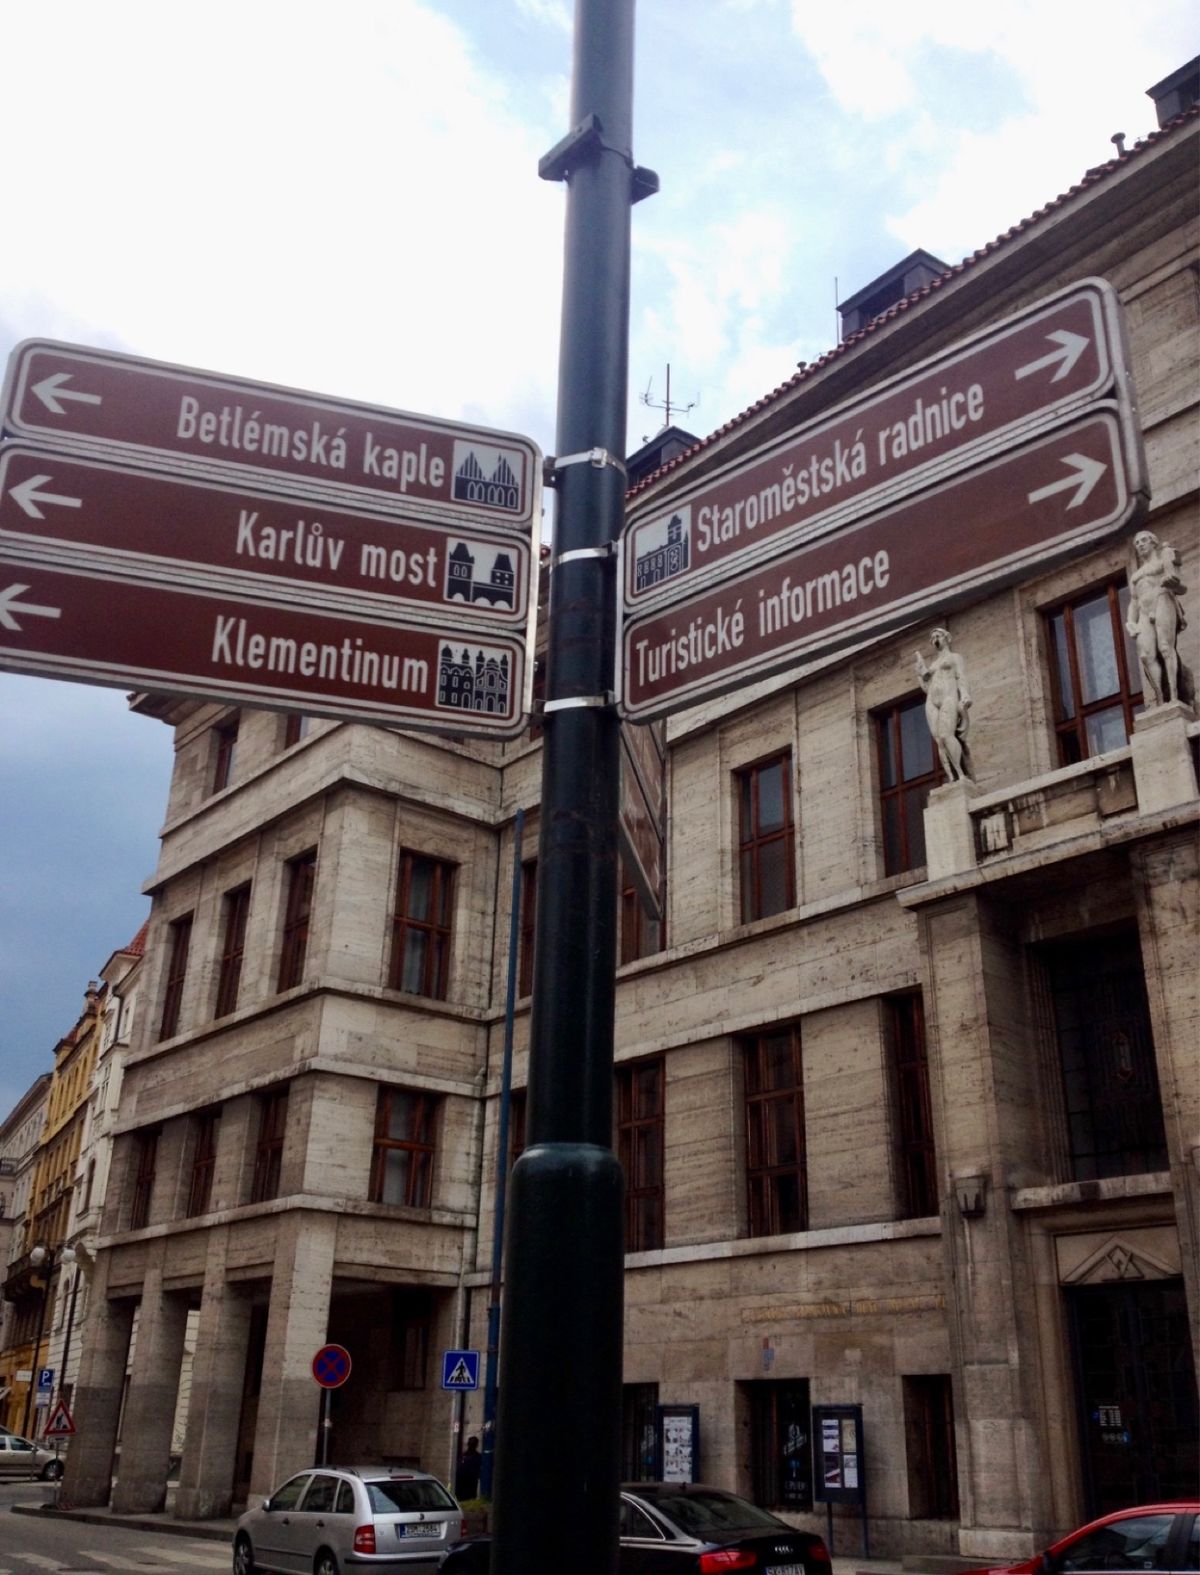 Betlémská kaple
Karlův most
Klementinum
Staroměstská radnice
Turistické informace
P